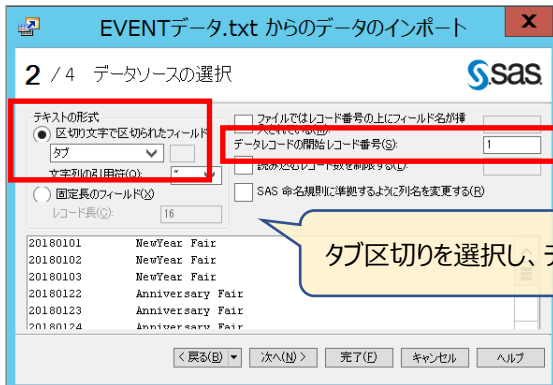 EVENTデータ.txt からのデータのインポート
X
2 / 4 データソースの選択
sas
テキストの形式
区切り文字で区切られたフィールド
タブ
文字列の引用符(O):
"
固定長のフィールド(X)
レコード長(C):
16
ファイルではレコード番号の上にフィールド名が挿
データレコードの開始レコード番号(S):
1
読み込むレコード数を制限する(L):
SAS 命名規則に準拠するように列名を変更する(R)
タブ区切りを選択し、デ
20180101 NewYear Fair
20180102 NewYear Fair
20180103 NewYear Fair
20180122 Anniversary Fair
20180123 Anniversary Fair
20180124 Anniversary Fair
< 戻る(B)
次へ(N) >
完了(F)
キャンセル
ヘルプ